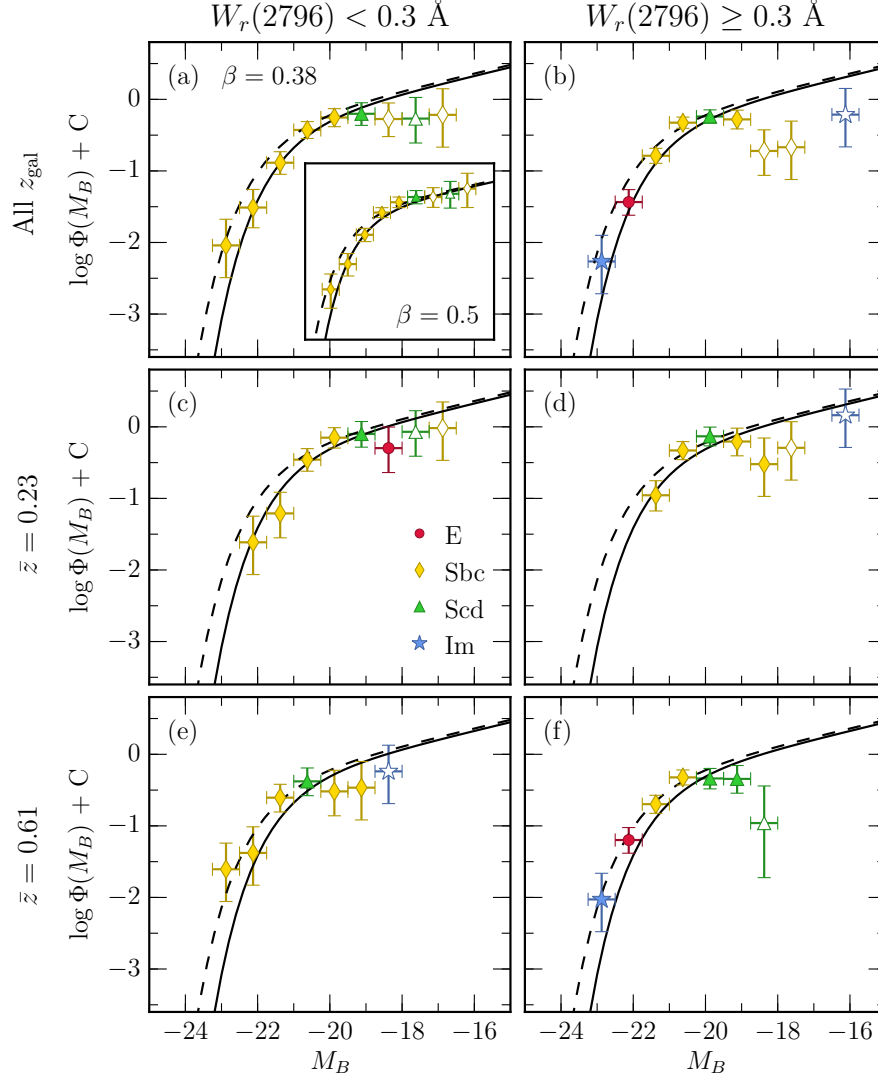 W_r(2796) < 0.3 Å
W_r(2796) ≥ 0.3 Å
All z_gal
log Φ(M_B) + C
0
−1
−2
−3
(a)
β = 0.38
β = 0.5
(b)
z̄ = 0.23
log Φ(M_B) + C
0
−1
−2
−3
(c)
E
Sbc
Scd
Im
(d)
z̄ = 0.61
log Φ(M_B) + C
0
−1
−2
−3
(e)
(f)
−24 −22 −20 −18 −16
−24 −22 −20 −18 −16
M_B
M_B